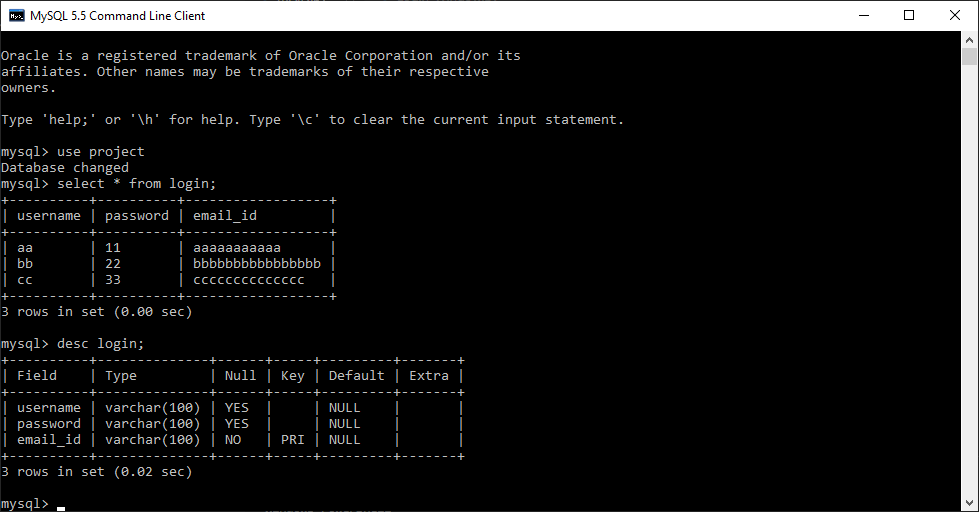 MySQL 5.5 Command Line Client
Oracle is a registered trademark of Oracle Corporation and/or its
affiliates. Other names may be trademarks of their respective
owners.
Type 'help;' or '\h' for help. Type '\c' to clear the current input statement.
mysql> use project
Database changed
mysql> select * from login;
+----------+----------+------------------+
| username | password | email_id         |
+----------+----------+------------------+
| aa       | 11       | aaaaaaaaaaa      |
| bb       | 22       | bbbbbbbbbbbbbbbb |
| cc       | 33       | cccccccccccccc   |
+----------+----------+------------------+
3 rows in set (0.00 sec)
mysql> desc login;
+----------+--------------+------+-----+---------+-------+
| Field    | Type         | Null | Key | Default | Extra |
+----------+--------------+------+-----+---------+-------+
| username | varchar(100) | YES  |     | NULL    |       |
| password | varchar(100) | YES  |     | NULL    |       |
| email_id | varchar(100) | NO   | PRI | NULL    |       |
+----------+--------------+------+-----+---------+-------+
3 rows in set (0.02 sec)
mysql>